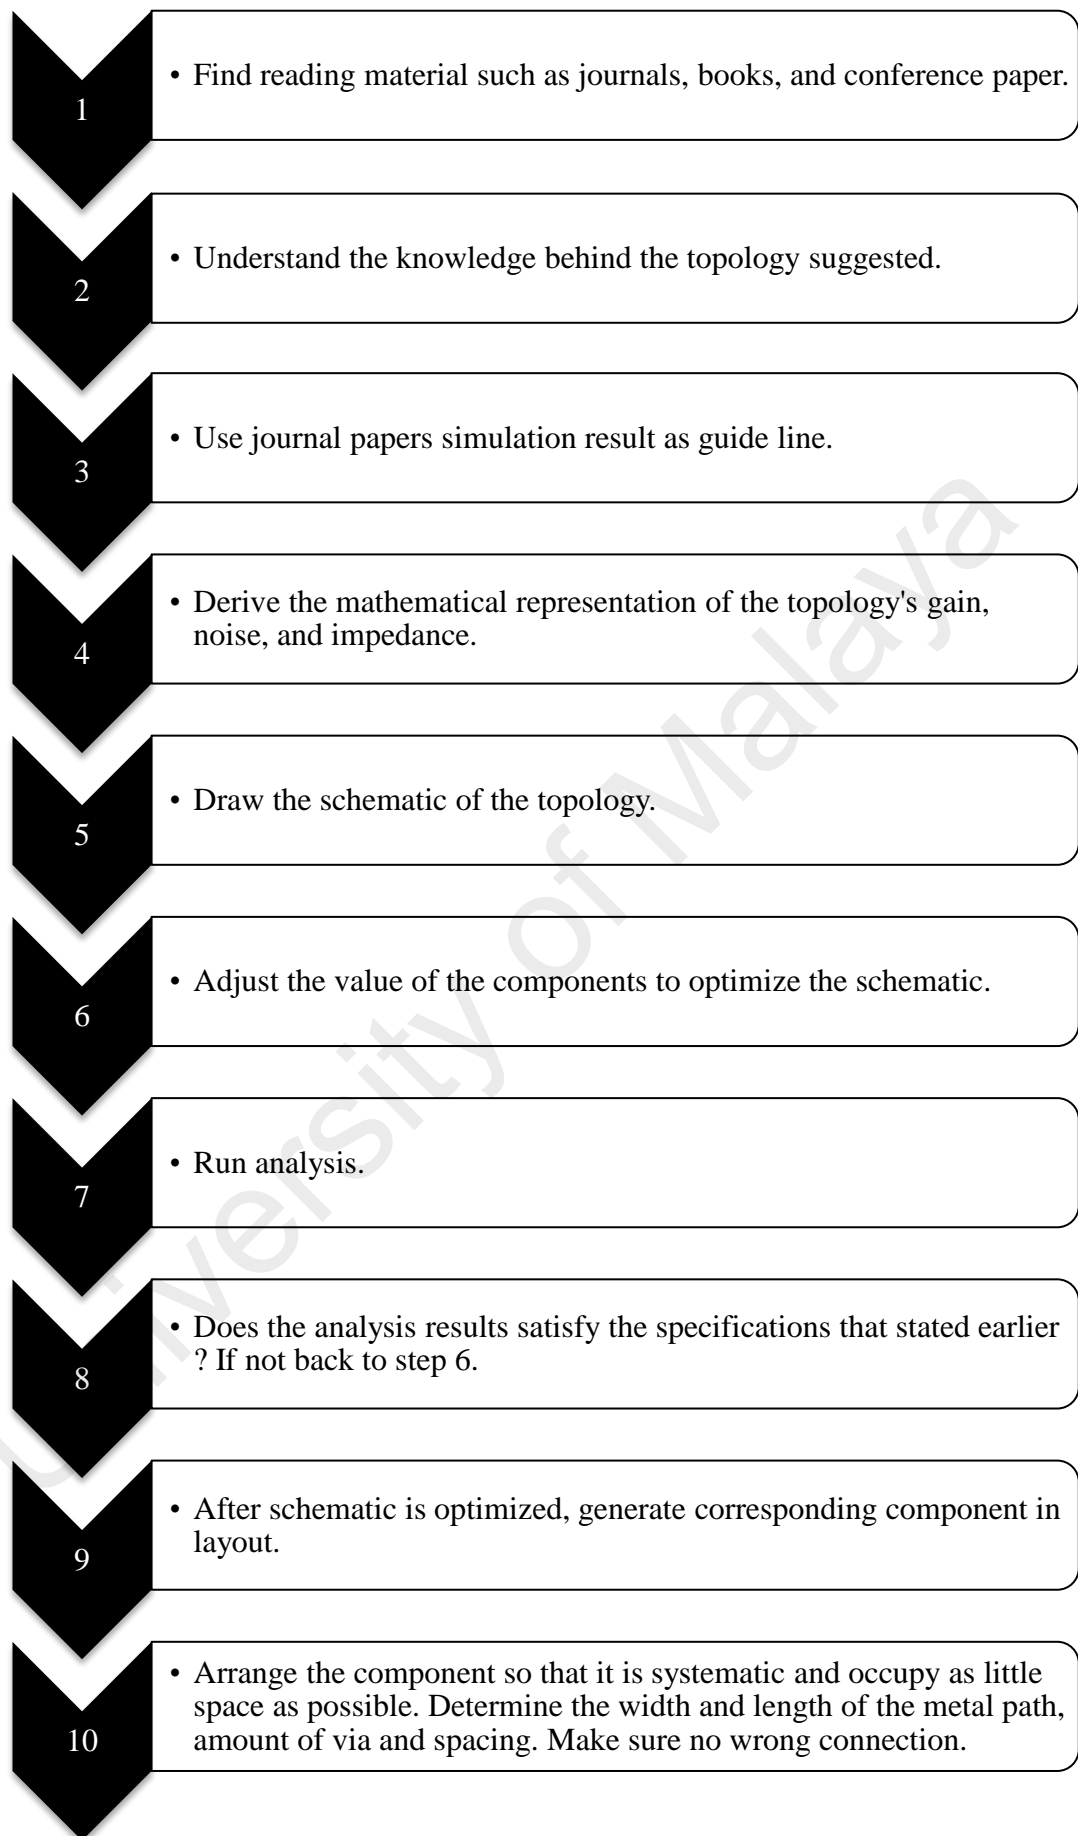 1
• Find reading material such as journals, books, and conference paper.
2
• Understand the knowledge behind the topology suggested.
3
• Use journal papers simulation result as guide line.
4
• Derive the mathematical representation of the topology's gain,
noise, and impedance.
5
• Draw the schematic of the topology.
6
• Adjust the value of the components to optimize the schematic.
7
• Run analysis.
8
• Does the analysis results satisfy the specifications that stated earlier
? If not back to step 6.
9
• After schematic is optimized, generate corresponding component in
layout.
10
• Arrange the component so that it is systematic and occupy as little
space as possible. Determine the width and length of the metal path,
amount of via and spacing. Make sure no wrong connection.
University of Malaya